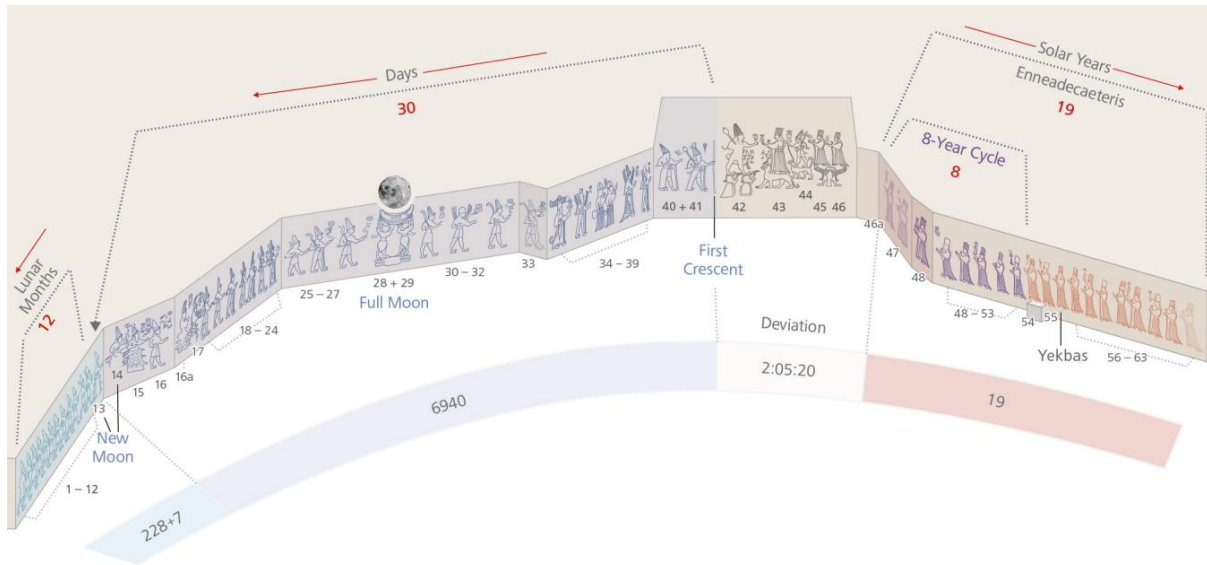 Days
30
Solar Years
Enneadecaeteris
19
8-Year Cycle
8
Lunar
Months
12
40 + 41
42
43
44
45
46
46a
47
48
First
Crescent
33
34 – 39
30 – 32
28 + 29
Full Moon
25 – 27
18 – 24
17
16a
16
15
14
13
New
Moon
1 – 12
48 – 53
54
55
Yekbas
56 – 63
Deviation
2:05:20
6940
19
228+7